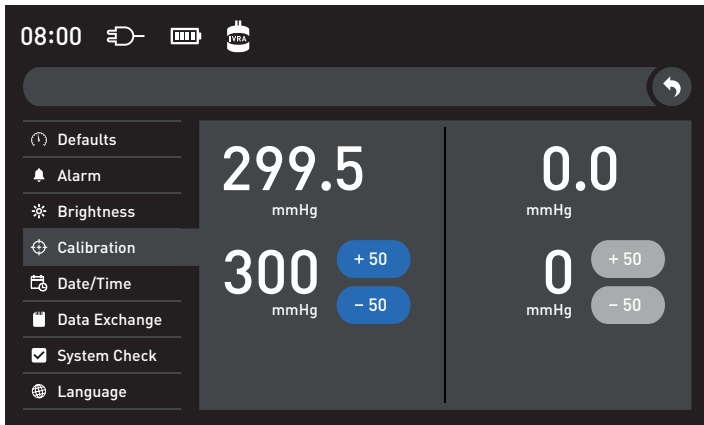 08:00 IVRA
Defaults
Alarm
Brightness
Calibration
Date/Time
Data Exchange
System Check
Language
299.5
mmHg
300
mmHg
+ 50
− 50
0.0
mmHg
0
mmHg
+ 50
− 50